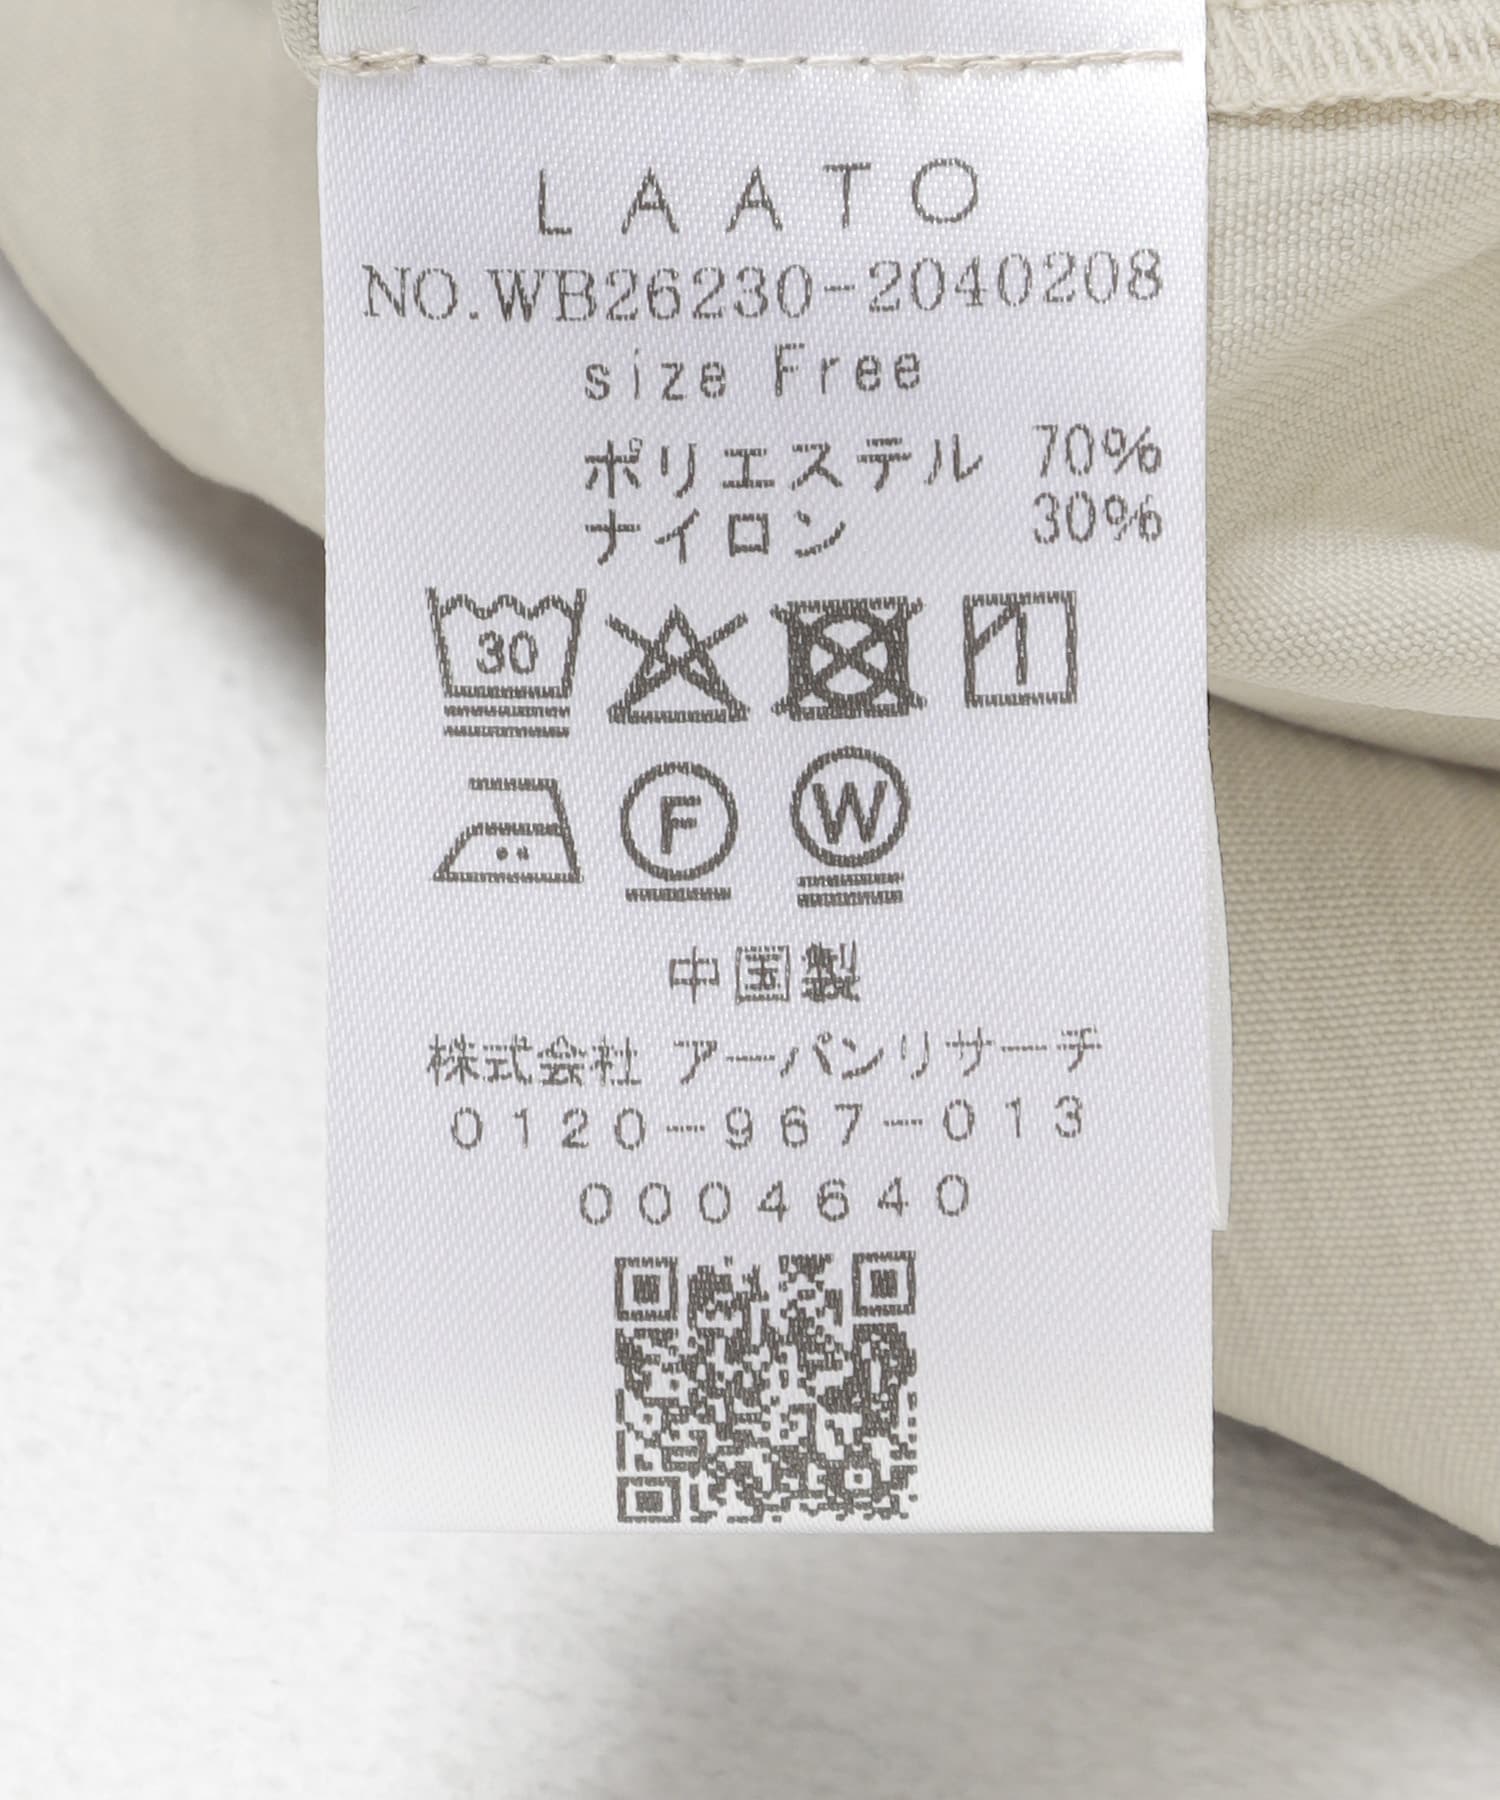 LAATO
NO.WB26230-2040208
size Free
ポリエステル 70%
ナイロン 30%
30
F W
中国製
株式会社 アーバンリサーチ
0120-967-013
0004640